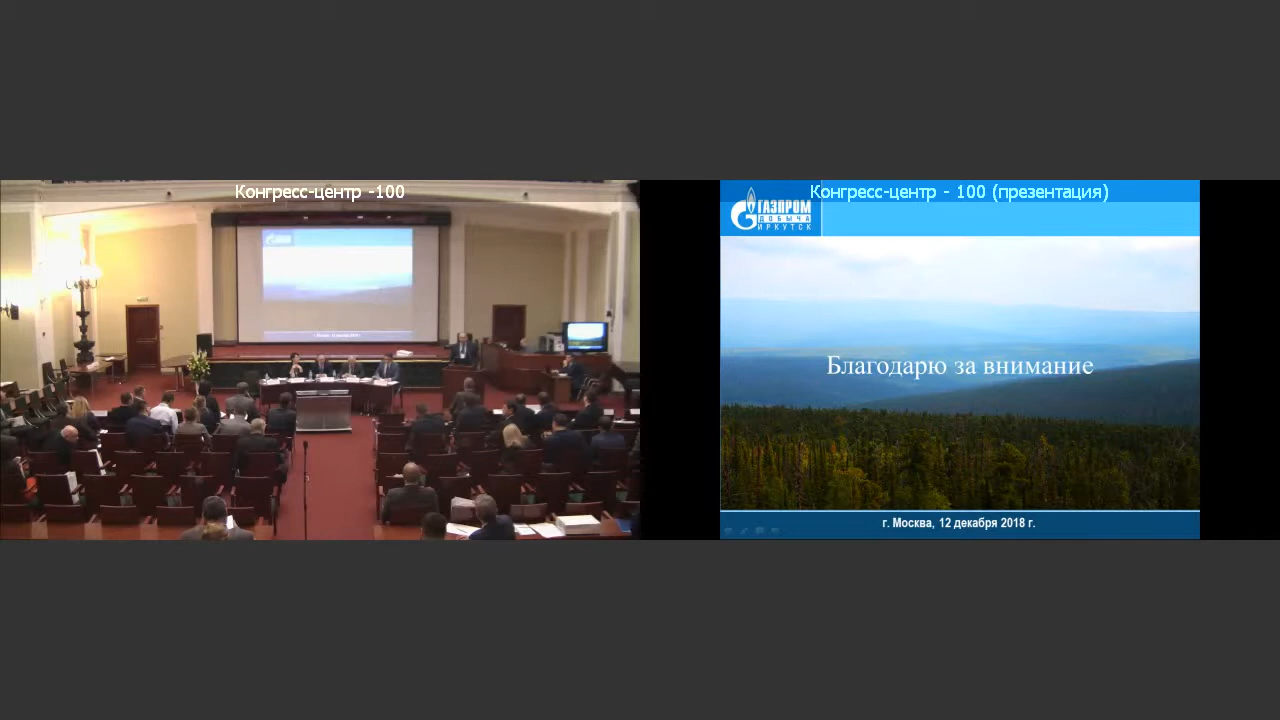 Конгресс-центр -100
Конгресс-центр - 100 (презентация)
ГАЗПРОМ
ДОБЫЧА
ИРКУТСК
Благодарю за внимание
г. Москва, 12 декабря 2018 г.